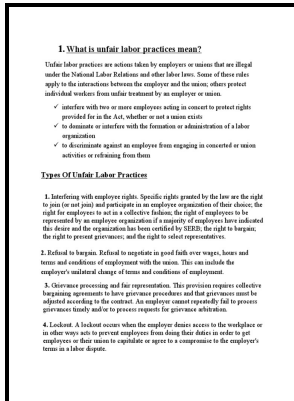 1. What is unfair labor practices mean?
Unfair labor practices are actions taken by employers or unions that are illegal
under the National Labor Relations and other labor laws. Some of these rules
apply to the interactions between the employer and the union; others protect
individual workers from unfair treatment by an employer or union.
✓ interfere with two or more employees acting in concert to protect rights
provided for in the Act, whether or not a union exists
✓ to dominate or interfere with the formation or administration of a labor
organization
✓ to discriminate against an employee from engaging in concerted or union
activities or refraining from them
Types Of Unfair Labor Practices
1. Interfering with employee rights. Specific rights granted by the law are the right
to join (or not join) and participate in an employee organization of their choice; the
right for employees to act in a collective fashion; the right of employees to be
represented by an employee organization if a majority of employees have indicated
this desire and the organization has been certified by SERB; the right to bargain;
the right to present grievances; and the right to select representatives.
2. Refusal to bargain. Refusal to negotiate in good faith over wages, hours and
terms and conditions of employment with the union. This can include the
employer's unilateral change of terms and conditions of employment.
3. Grievance processing and fair representation. This provision requires collective
bargaining agreements to have grievance procedures and that grievances must be
adjusted according to the contract. An employer cannot repeatedly fail to process
grievances timely and/or to process requests for grievance arbitration.
4. Lockout. A lockout occurs when the employer denies access to the workplace or
in other ways acts to prevent employees from doing their duties in order to get
employees or their union to capitulate or agree to a compromise to the employer's
terms in a labor dispute.